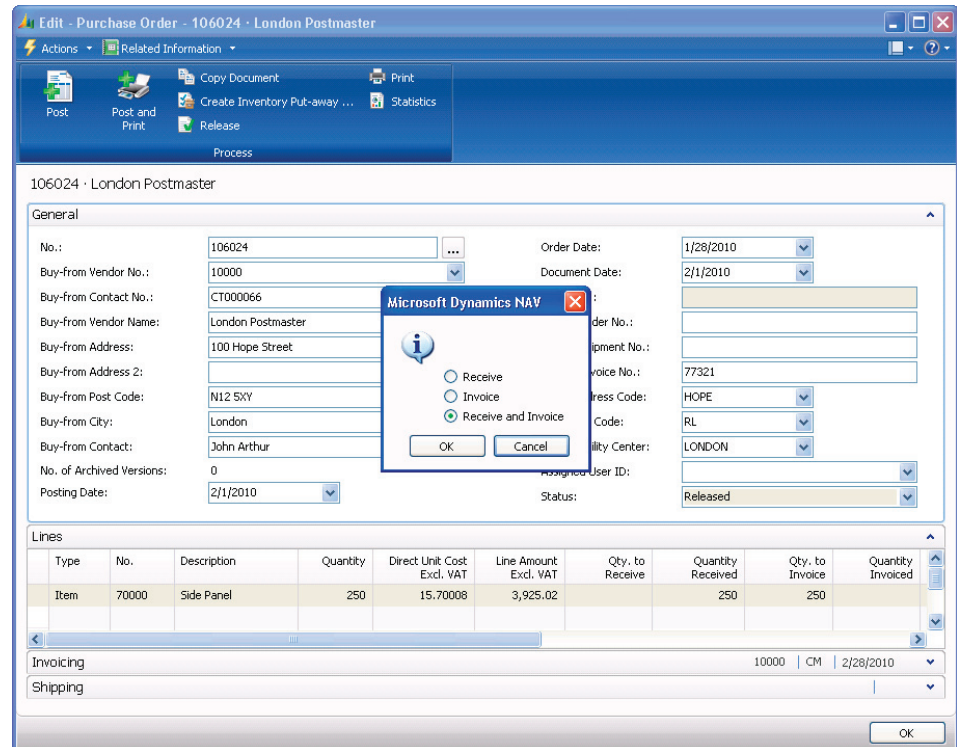 Edit - Purchase Order - 106024 · London Postmaster
Actions Related Information
Post
Post and Print
Copy Document
Create Inventory Put-away ...
Release
Print
Statistics
Process
106024 · London Postmaster
General
No.: 106024 ...
Buy-from Vendor No.: 10000
Buy-from Contact No.: CT000066
Buy-from Vendor Name: London Postmaster
Buy-from Address: 100 Hope Street
Buy-from Address 2:
Buy-from Post Code: N12 5XY
Buy-from City: London
Buy-from Contact: John Arthur
No. of Archived Versions: 0
Posting Date: 2/1/2010
Order Date: 1/28/2010
Document Date: 2/1/2010
:
der No.:
ipment No.:
voice No.: 77321
dress Code: HOPE
Code: RL
ility Center: LONDON
Assigned User ID:
Status: Released
Microsoft Dynamics NAV
Receive
Invoice
Receive and Invoice
OK Cancel
Lines
Type No. Description Quantity Direct Unit Cost Excl. VAT Line Amount Excl. VAT Qty. to Receive Quantity Received Qty. to Invoice Quantity Invoiced
Item 70000 Side Panel 250 15.70008 3,925.02 250 250
Invoicing 10000 CM 2/28/2010
Shipping
OK